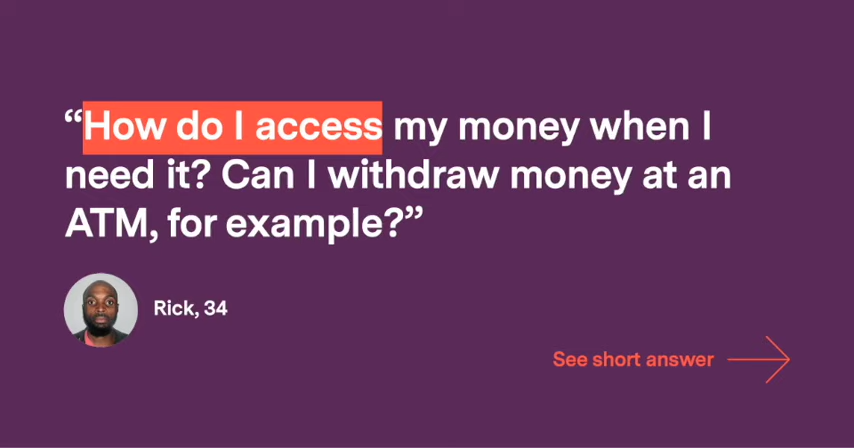 “How do I access my money when I
need it? Can I withdraw money at an
ATM, for example?”
Rick, 34
See short answer